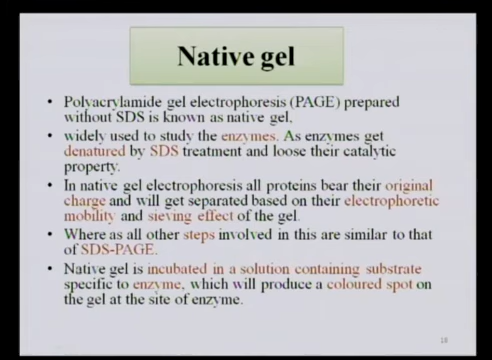 Native gel
• Polyacrylamide gel electrophoresis (PAGE) prepared
without SDS is known as native gel,
• widely used to study the enzymes. As enzymes get
denatured by SDS treatment and loose their catalytic
property.
• In native gel electrophoresis all proteins bear their original
charge and will get separated based on their electrophoretic
mobility and sieving effect of the gel.
• Where as all other steps involved in this are similar to that
of SDS-PAGE.
• Native gel is incubated in a solution containing substrate
specific to enzyme, which will produce a coloured spot on
the gel at the site of enzyme.
18